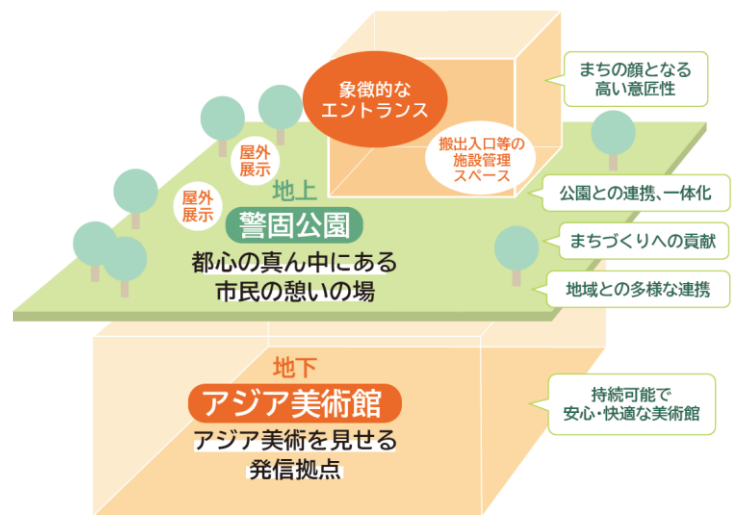 象徴的な
エントランス
搬出入口等の
施設管理
スペース
まちの顔となる
高い意匠性
屋外
展示
屋外
展示
地上
警固公園
都心の真ん中にある
市民の憩いの場
公園との連携、一体化
まちづくりへの貢献
地域との多様な連携
地下
アジア美術館
アジア美術を見せる
発信拠点
持続可能で
安心・快適な美術館